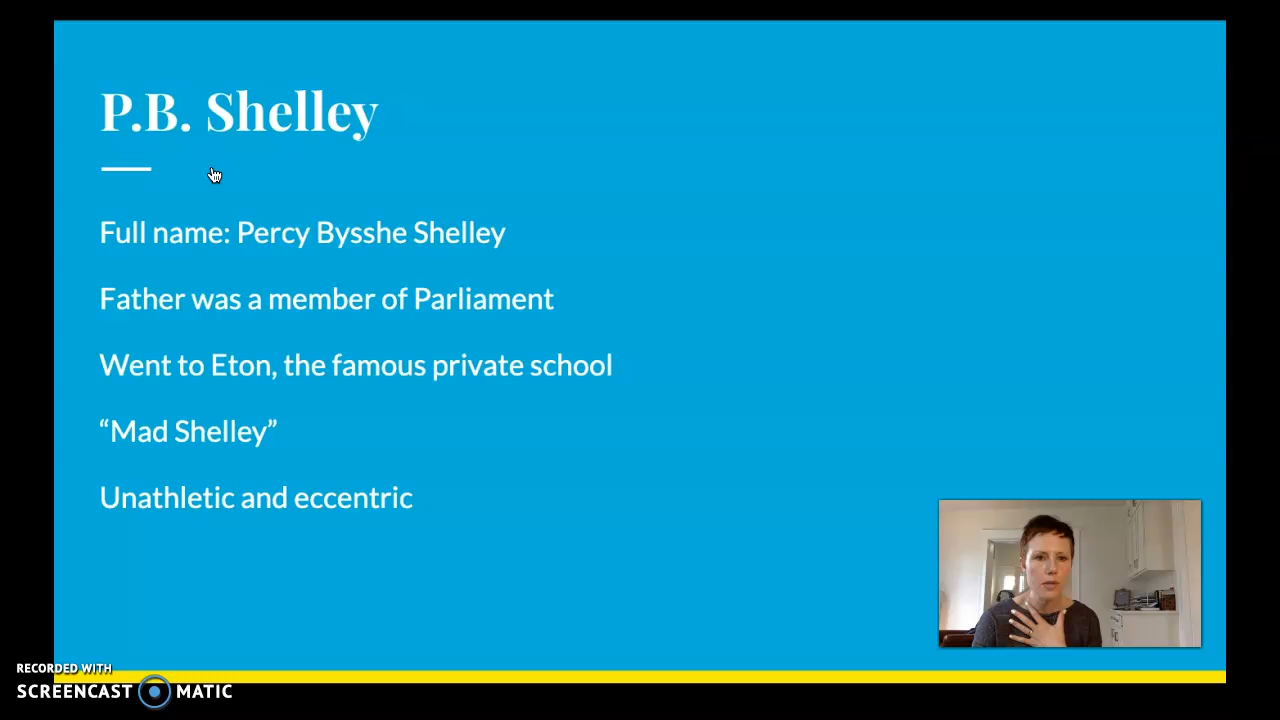 P.B. Shelley
Full name: Percy Bysshe Shelley
Father was a member of Parliament
Went to Eton, the famous private school
“Mad Shelley”
Unathletic and eccentric
RECORDED WITH
SCREENCAST MATIC